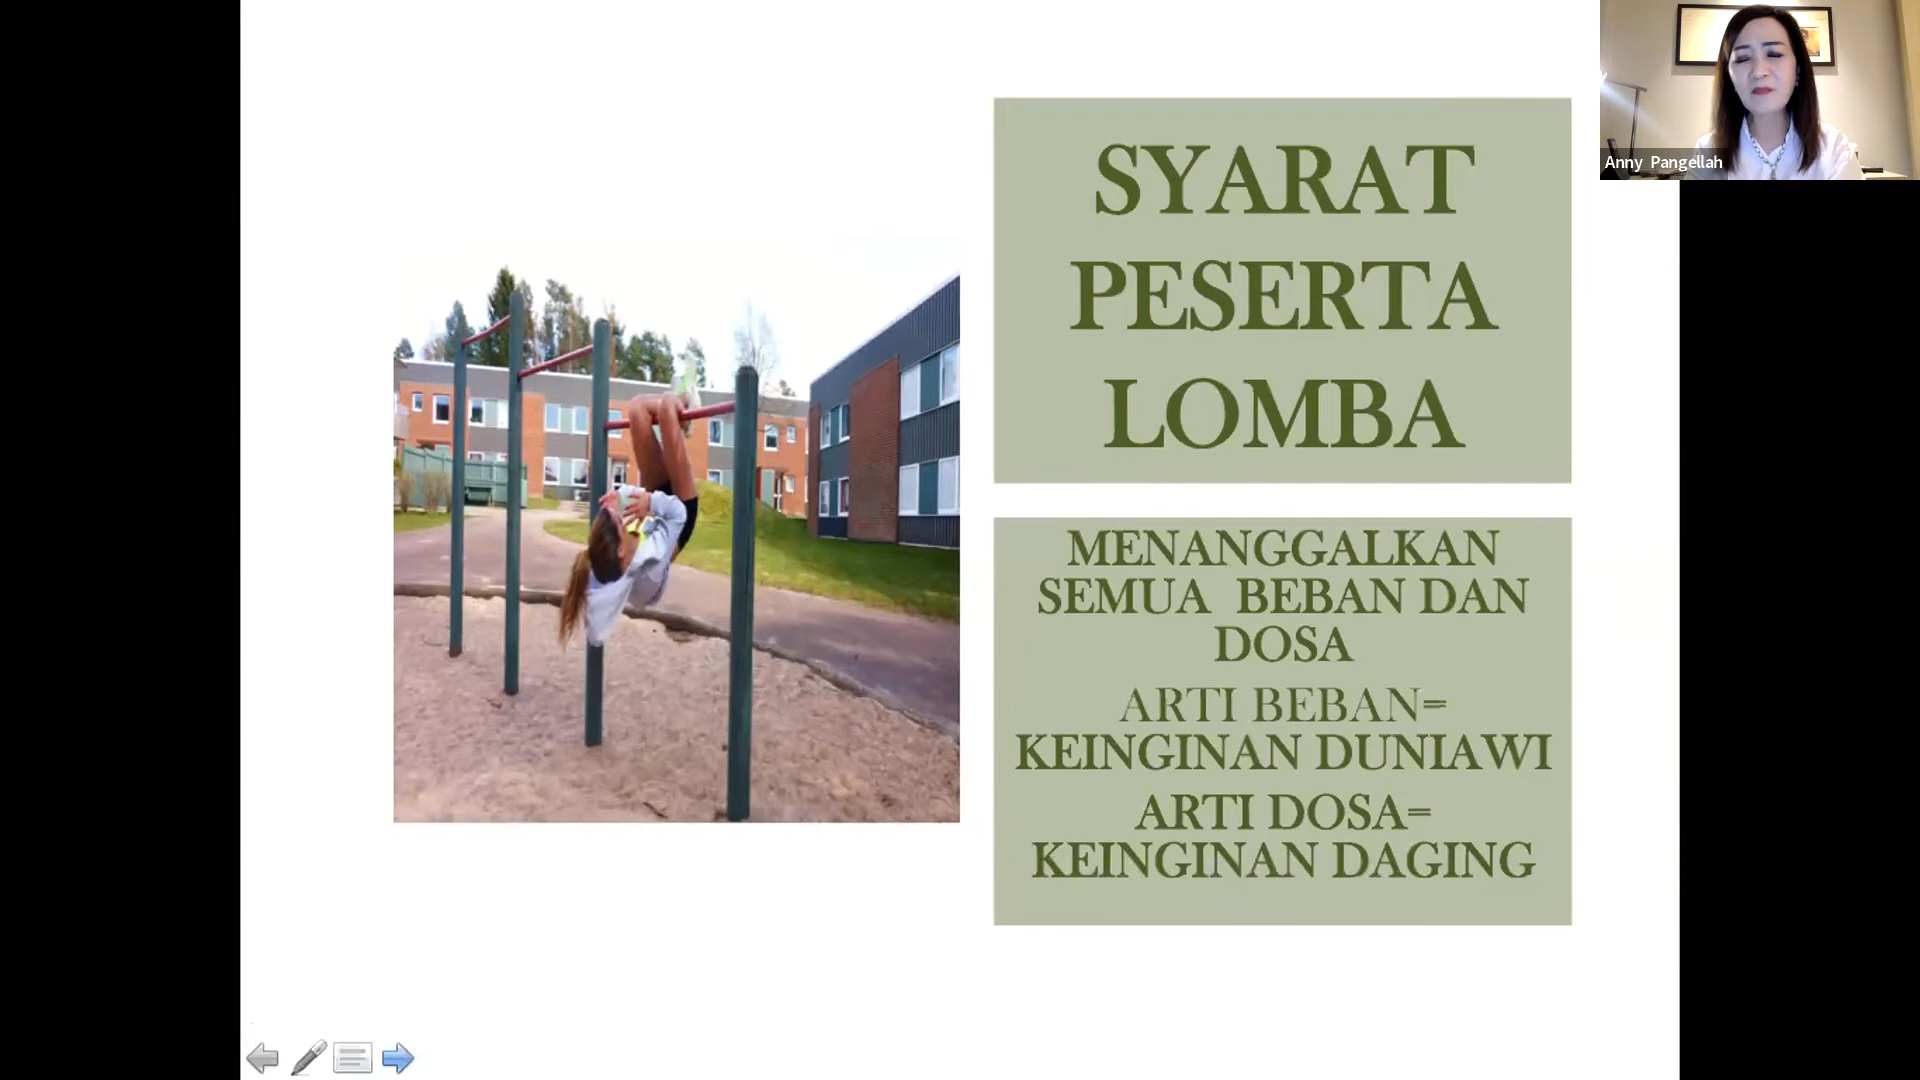 SYARAT
PESERTA
LOMBA
MENANGGALKAN
SEMUA BEBAN DAN
DOSA
ARTI BEBAN=
KEINGINAN DUNIAWI
ARTI DOSA=
KEINGINAN DAGING
Anny Pangellah